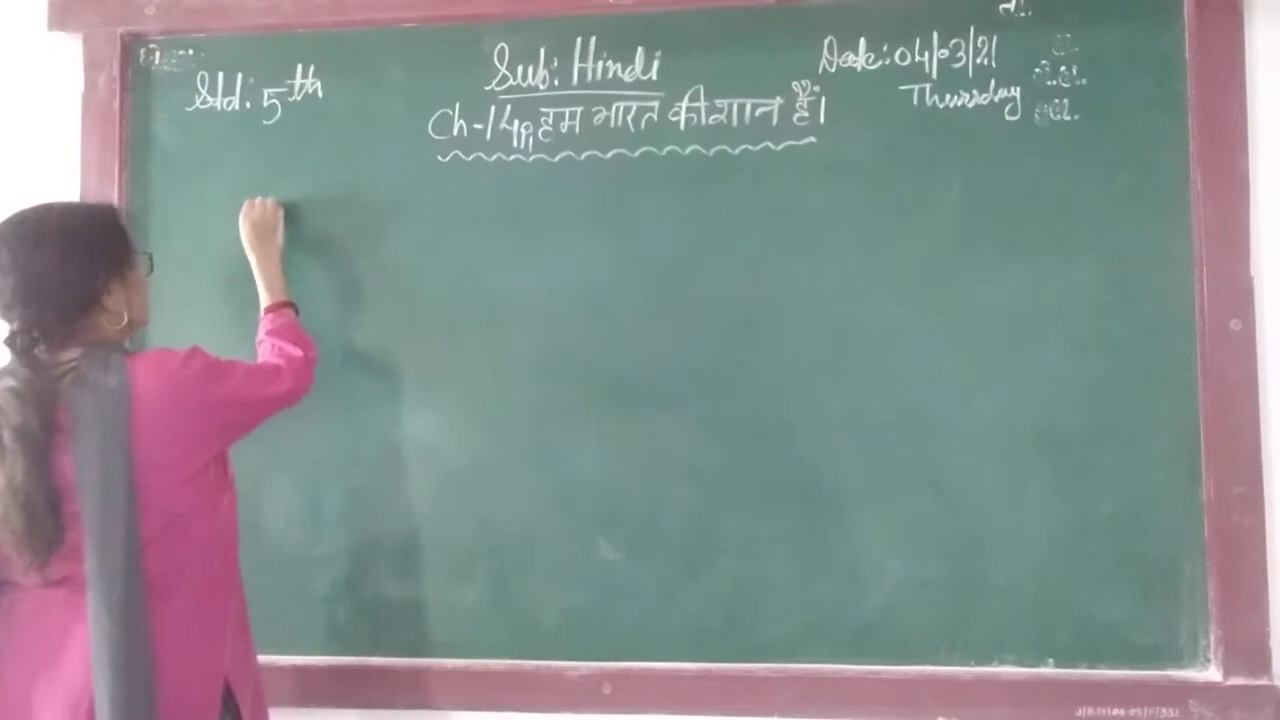 Std: 5th
Sub: Hindi
Date: 04/03/21
Thursday
Ch-14 हम भारत की शान हैं।